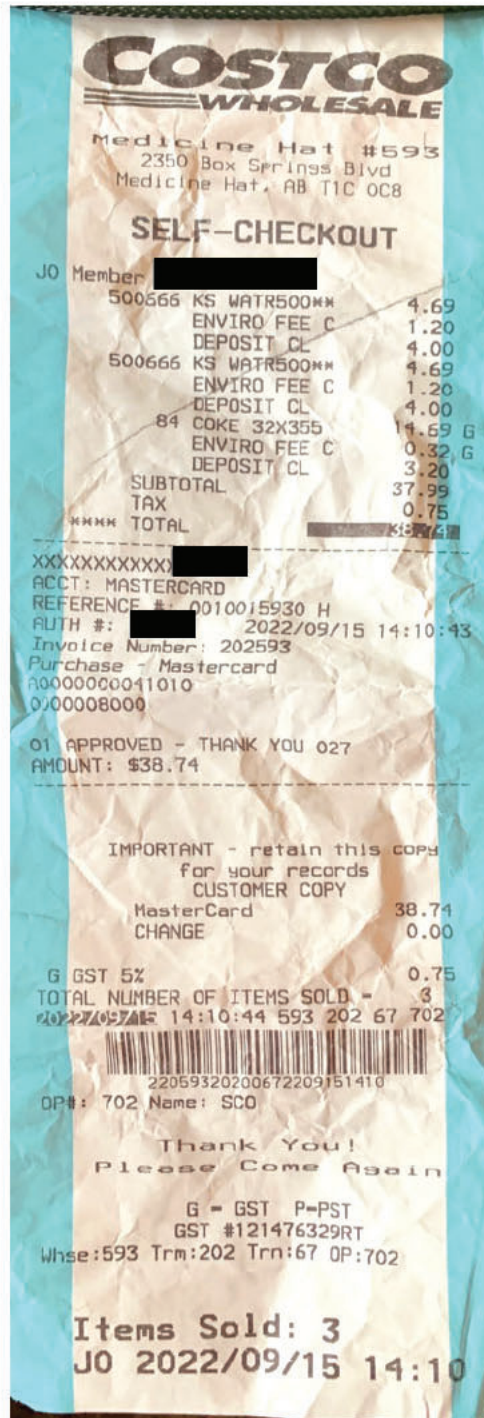 COSTCO
WHOLESALE
Medicine Hat #593
2350 Box Springs Blvd
Medicine Hat, AB T1C 0C8
SELF-CHECKOUT
JO Member
500666 KS WATR500** 4.69
ENVIRO FEE C 1.20
DEPOSIT CL 4.00
500666 KS WATR500** 4.69
ENVIRO FEE C 1.20
DEPOSIT CL 4.00
84 COKE 32X355 14.69 G
ENVIRO FEE C 0.32 G
DEPOSIT CL 3.20
SUBTOTAL 37.99
TAX 0.75
**** TOTAL 38.74
XXXXXXXXXXXXX
ACCT: MASTERCARD
REFERENCE #: 0010015930 H
AUTH #: 2022/09/15 14:10:43
Invoice Number: 202593
Purchase - Mastercard
A0000000041010
0000008000
01 APPROVED - THANK YOU 027
AMOUNT: $38.74
IMPORTANT - retain this copy
for your records
CUSTOMER COPY
MasterCard 38.74
CHANGE 0.00
G GST 5% 0.75
TOTAL NUMBER OF ITEMS SOLD = 3
2022/09/15 14:10:44 593 202 67 702
22059320200672209151410
OP#: 702 Name: SCO
Thank You!
Please Come Again
G = GST P=PST
GST #121476329RT
Whse:593 Trm:202 Trn:67 OP:702
Items Sold: 3
JO 2022/09/15 14:10